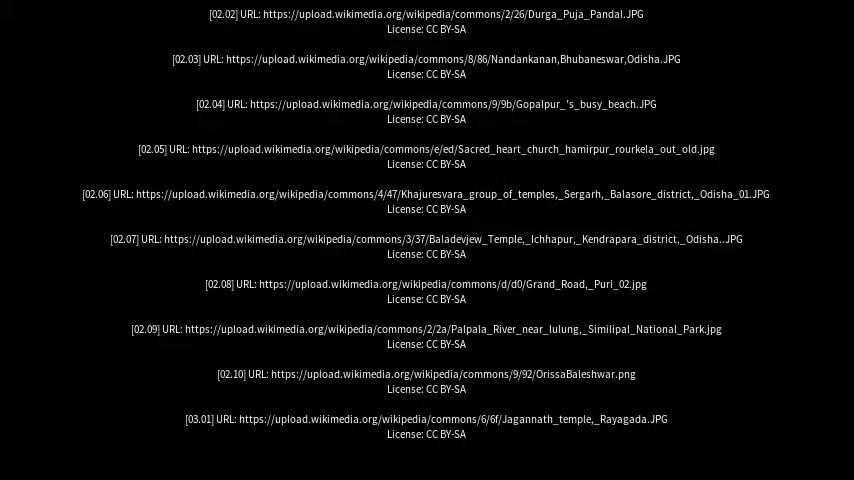 [02.02] URL: https://upload.wikimedia.org/wikipedia/commons/2/26/Durga_Puja_Pandal.JPG
License: CC BY-SA
[02.03] URL: https://upload.wikimedia.org/wikipedia/commons/8/86/Nandankanan,Bhubaneswar,Odisha.JPG
License: CC BY-SA
[02.04] URL: https://upload.wikimedia.org/wikipedia/commons/9/9b/Gopalpur_'s_busy_beach.JPG
License: CC BY-SA
[02.05] URL: https://upload.wikimedia.org/wikipedia/commons/e/ed/Sacred_heart_church_hamirpur_rourkela_out_old.jpg
License: CC BY-SA
[02.06] URL: https://upload.wikimedia.org/wikipedia/commons/4/47/Khajuresvara_group_of_temples,_Sergarh,_Balasore_district,_Odisha_01.JPG
License: CC BY-SA
[02.07] URL: https://upload.wikimedia.org/wikipedia/commons/3/37/Baladevjew_Temple,_Ichhapur,_Kendrapara_district,_Odisha..JPG
License: CC BY-SA
[02.08] URL: https://upload.wikimedia.org/wikipedia/commons/d/d0/Grand_Road,_Puri_02.jpg
License: CC BY-SA
[02.09] URL: https://upload.wikimedia.org/wikipedia/commons/2/2a/Palpala_River_near_lulung,_Similipal_National_Park.jpg
License: CC BY-SA
[02.10] URL: https://upload.wikimedia.org/wikipedia/commons/9/92/OrissaBaleshwar.png
License: CC BY-SA
[03.01] URL: https://upload.wikimedia.org/wikipedia/commons/6/6f/Jagannath_temple,_Rayagada.JPG
License: CC BY-SA